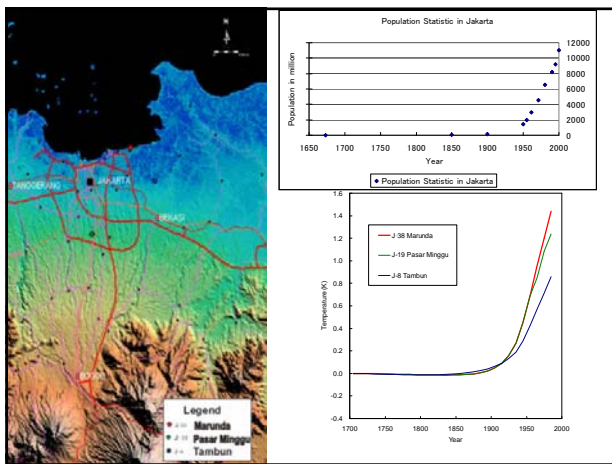 N
TANGGERANG
JAKARTA
BEKASI
BOGOR
Legend
Marunda
J-19 Pasar Minggu
Tambun
Population Statistic in Jakarta
Population in million
12000
10000
8000
6000
4000
2000
0
1650 1700 1750 1800 1850 1900 1950 2000
Year
Population Statistic in Jakarta
Temperature (K)
1.6
1.4
1.2
1.0
0.8
0.6
0.4
0.2
0.0
-0.2
-0.4
J-38 Marunda
J-19 Pasar Minggu
J-8 Tambun
1700 1750 1800 1850 1900 1950 2000
Year